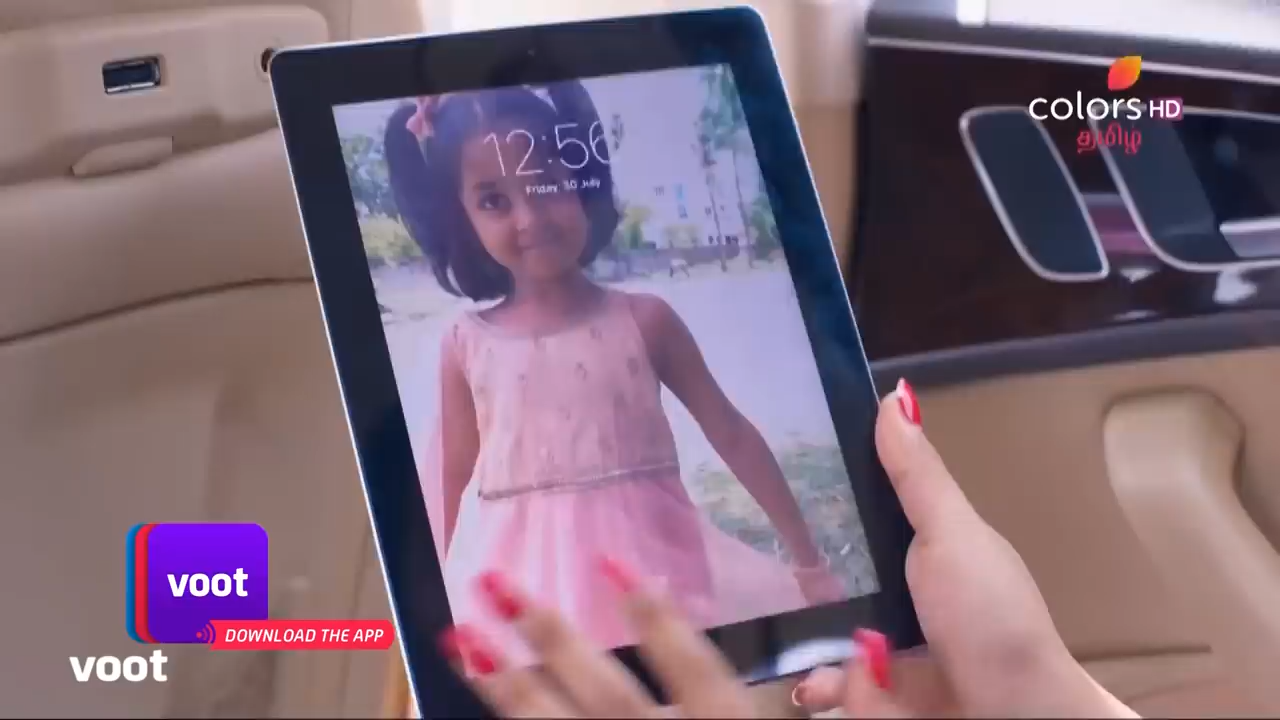 colors HD
தமிழ்
12:56
Friday 30 July
voot
DOWNLOAD THE APP
voot